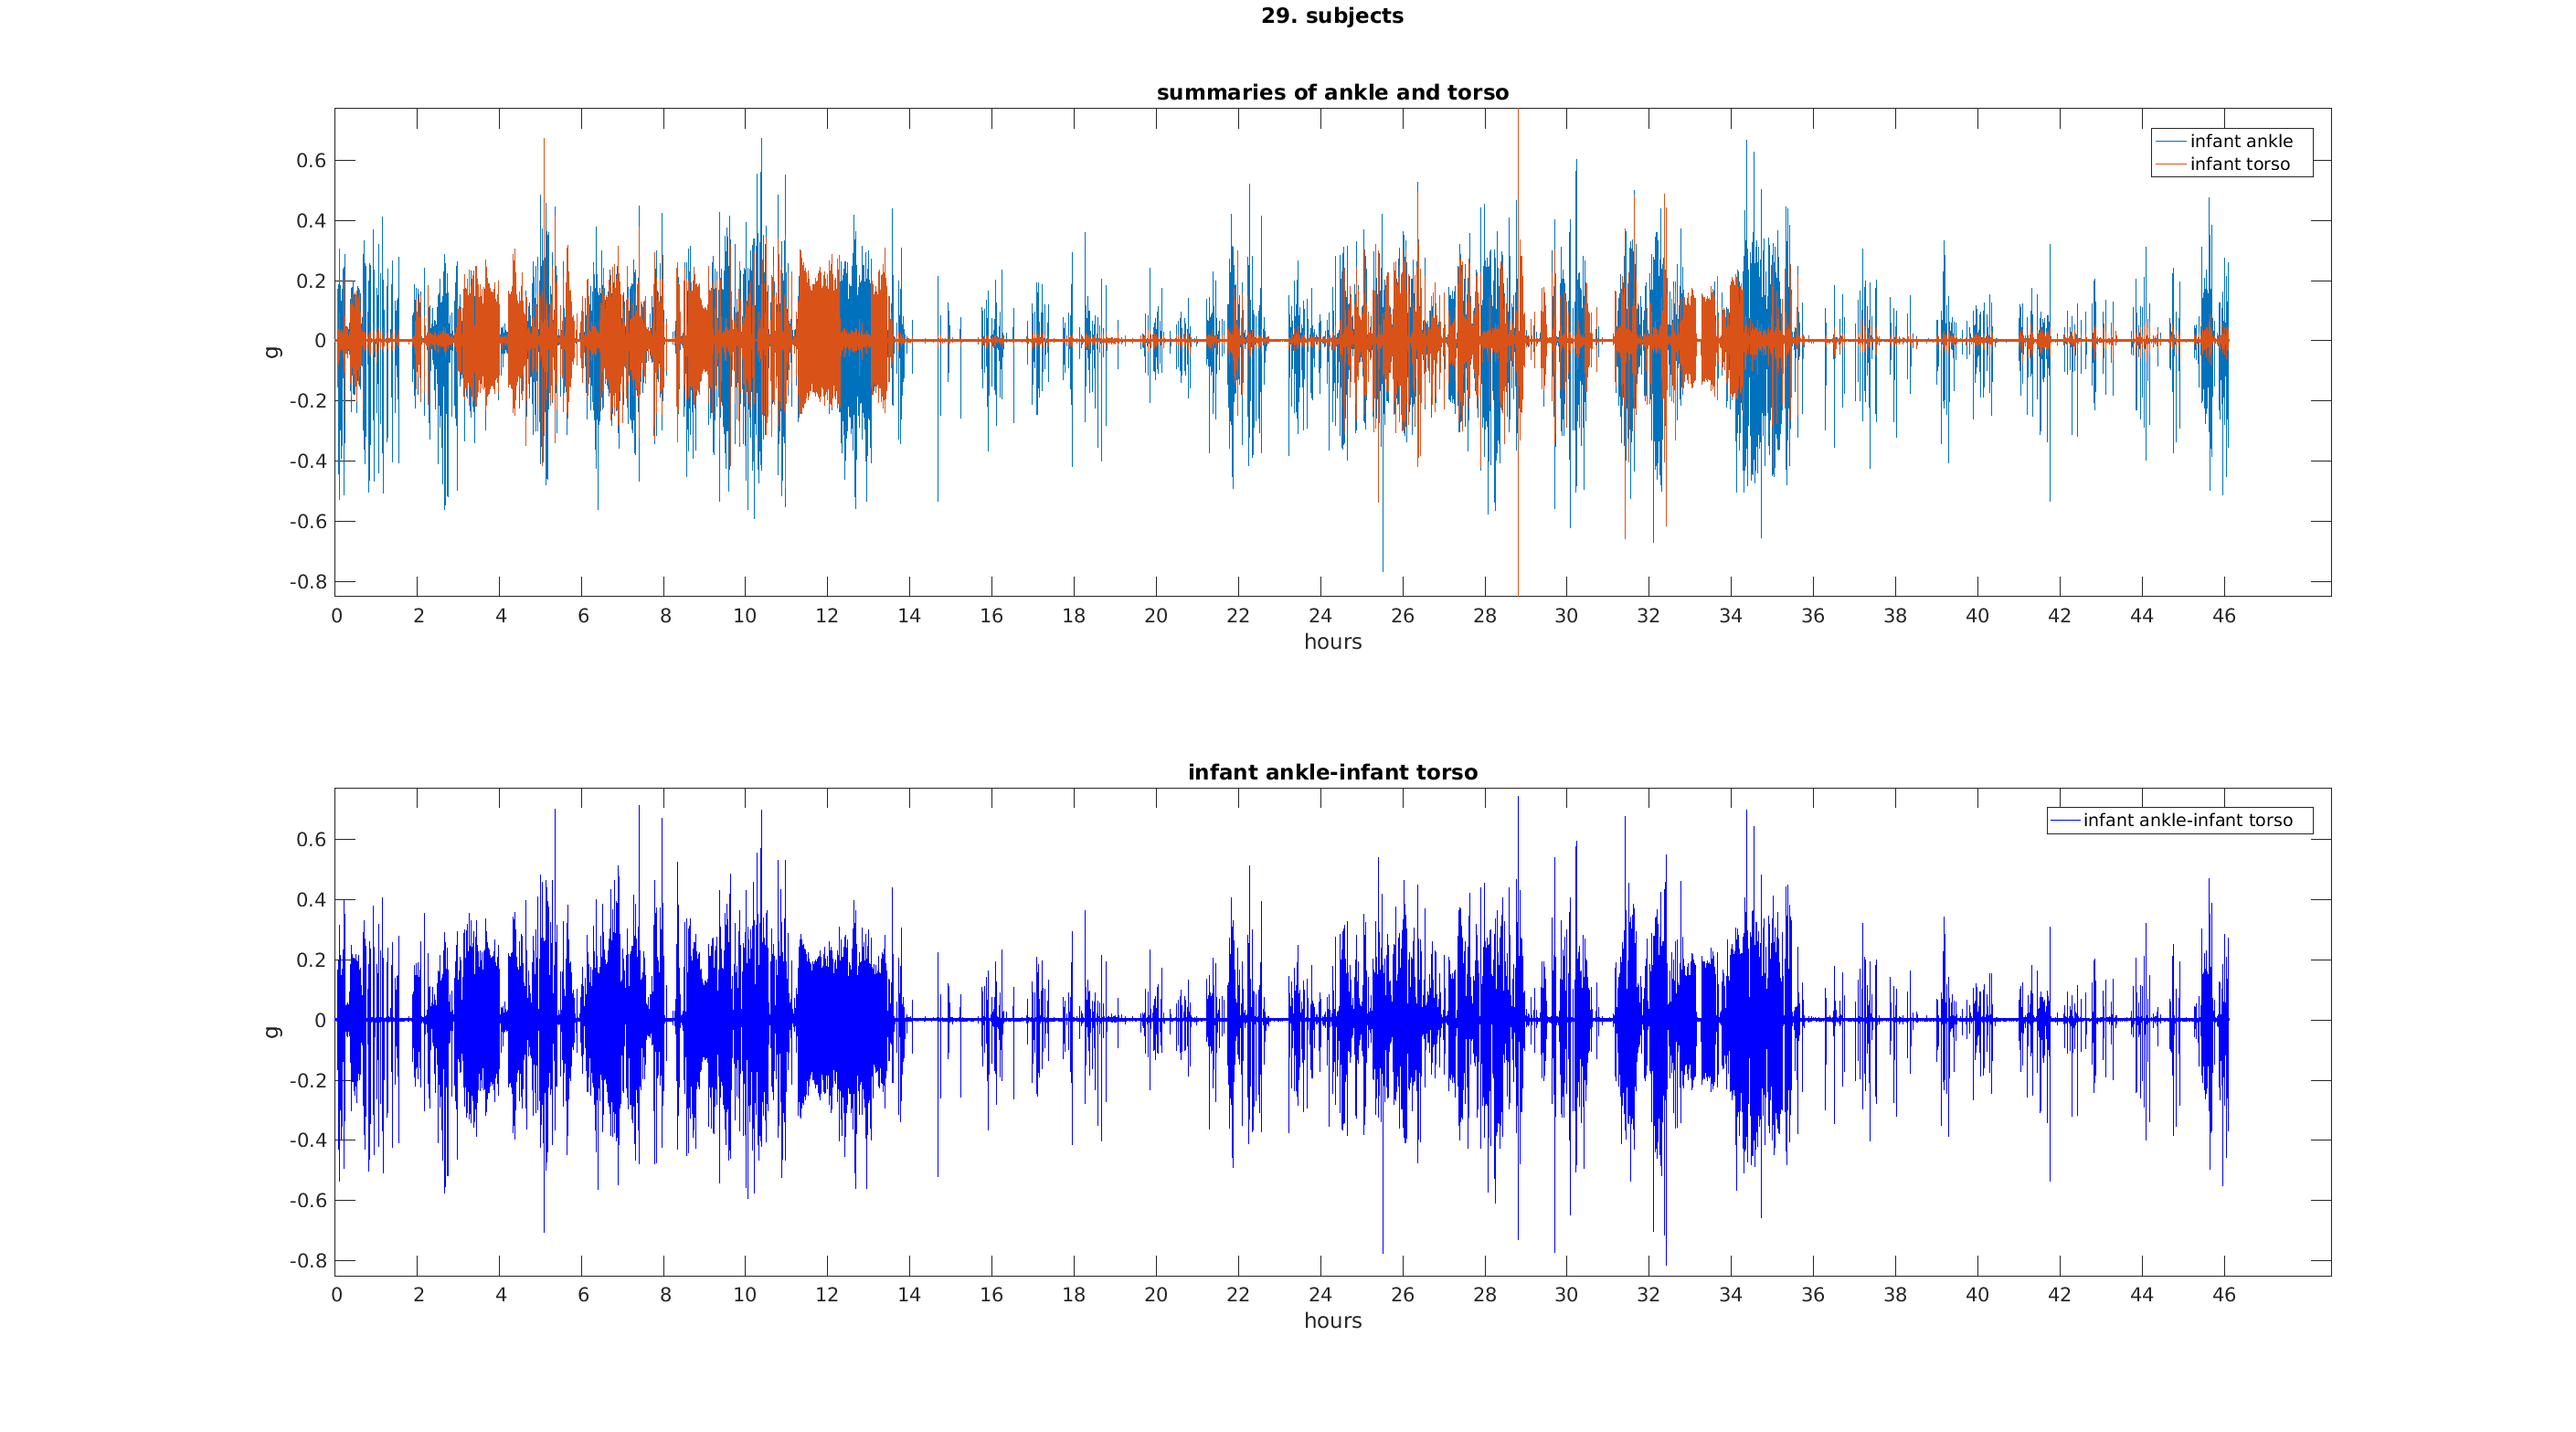 29. subjects
summaries of ankle and torso
infant ankle
infant torso
0.6
0.4
0.2
0
-0.2
-0.4
-0.6
-0.8
g
0 2 4 6 8 10 12 14 16 18 20 22 24 26 28 30 32 34 36 38 40 42 44 46
hours
infant ankle-infant torso
infant ankle-infant torso
0.6
0.4
0.2
0
-0.2
-0.4
-0.6
-0.8
g
0 2 4 6 8 10 12 14 16 18 20 22 24 26 28 30 32 34 36 38 40 42 44 46
hours